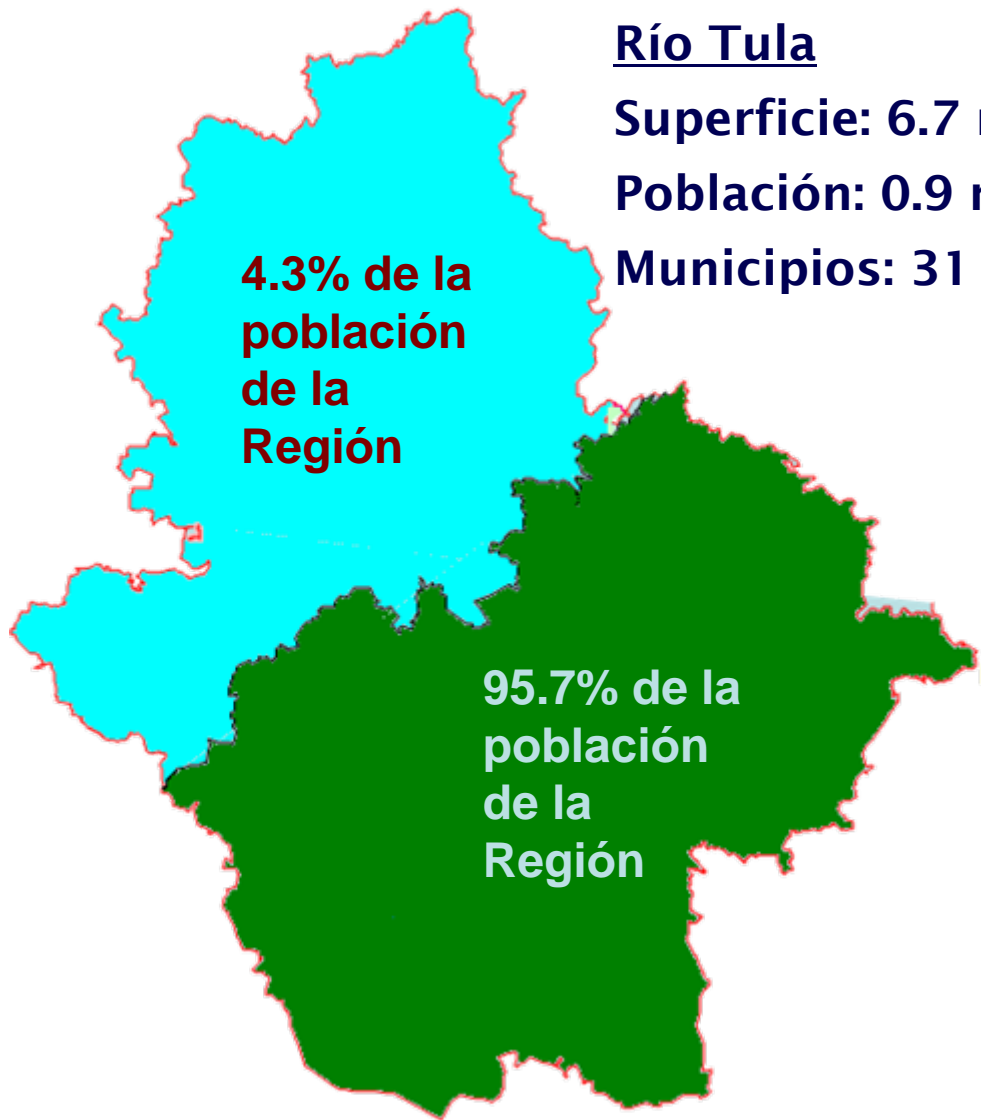 Río Tula
Superficie: 6.7
Población: 0.9
Municipios: 31
4.3% de la
población
de la
Región
95.7% de la
población
de la
Región